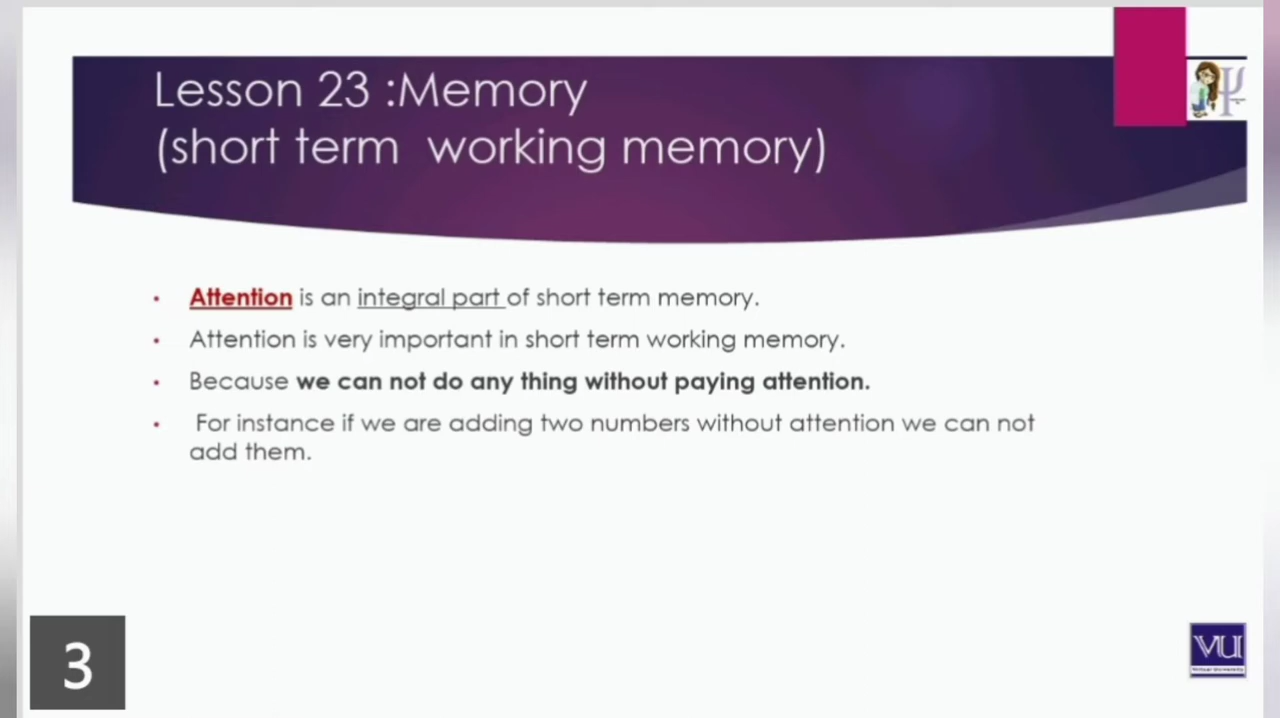 Lesson 23 :Memory
(short term working memory)
• Attention is an integral part of short term memory.
• Attention is very important in short term working memory.
• Because we can not do any thing without paying attention.
• For instance if we are adding two numbers without attention we can not
add them.
3
VU
Virtual University